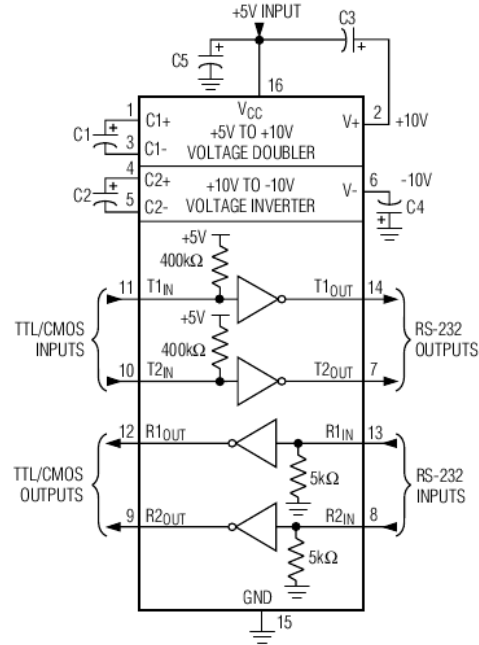 +5V INPUT
C3
+
C5
+
16
VCC
1
C1+
+5V TO +10V
V+
2
+10V
C1
+
3
C1-
VOLTAGE DOUBLER
4
C2+
+10V TO -10V
V-
6
-10V
C2
+
5
C2-
VOLTAGE INVERTER
C4
+
+5V
400kΩ
11
T1IN
T1OUT
14
+5V
TTL/CMOS
INPUTS
RS-232
OUTPUTS
400kΩ
10
T2IN
T2OUT
7
12
R1OUT
R1IN
13
5kΩ
TTL/CMOS
OUTPUTS
RS-232
INPUTS
9
R2OUT
R2IN
8
5kΩ
GND
15